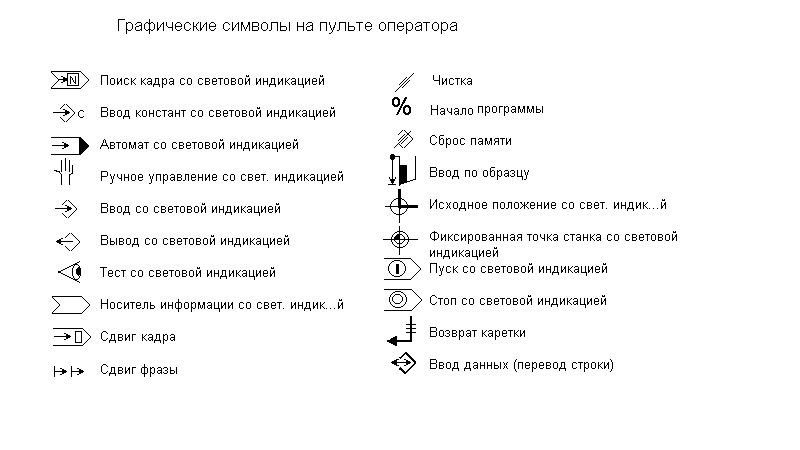 Графические символы на пульте оператора
N
Поиск кадра со световой индикацией
C
Ввод констант со световой индикацией
Автомат со световой индикацией
Ручное управление со свет. индикацией
Ввод со световой индикацией
Вывод со световой индикацией
Тест со световой индикацией
Носитель информации со свет. индик...й
Сдвиг кадра
Сдвиг фразы
Чистка
%
Начало программы
Сброс памяти
Ввод по образцу
Исходное положение со свет. индик...й
Фиксированная точка станка со световой
индикацией
Пуск со световой индикацией
Стоп со световой индикацией
Возврат каретки
Ввод данных (перевод строки)